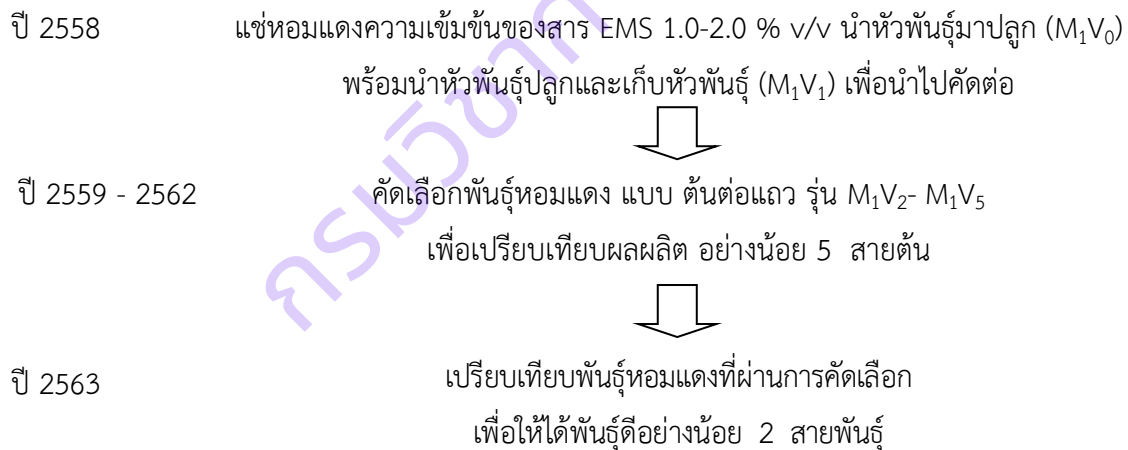 ปี 2558 แช่หอมแดงความเข้มข้นของสาร EMS 1.0-2.0 % v/v นำหัวพันธุ์มาปลูก (M₁V₀)
พร้อมนำหัวพันธุ์ปลูกและเก็บหัวพันธุ์ (M₁V₁) เพื่อนำไปคัดต่อ
ปี 2559 - 2562 คัดเลือกพันธุ์หอมแดง แบบ ต้นต่อแถว รุ่น M₁V₂- M₁V₅
เพื่อเปรียบเทียบผลผลิต อย่างน้อย 5 สายต้น
ปี 2563 เปรียบเทียบพันธุ์หอมแดงที่ผ่านการคัดเลือก
เพื่อให้ได้พันธุ์ดีอย่างน้อย 2 สายพันธุ์
กรมวิชาก